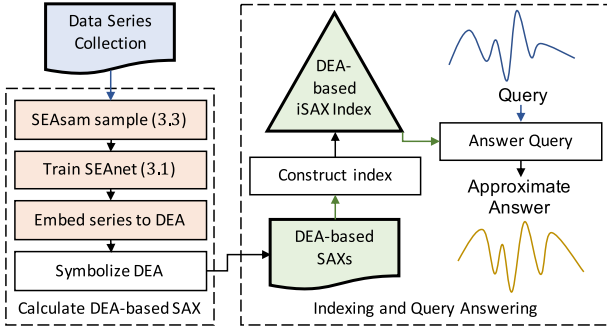 Data Series
Collection
SEAsam sample (3.3)
Train SEAnet (3.1)
Embed series to DEA
Symbolize DEA
Calculate DEA-based SAX
DEA-
based
iSAX Index
Construct index
DEA-based
SAXs
Query
Answer Query
Approximate
Answer
Indexing and Query Answering